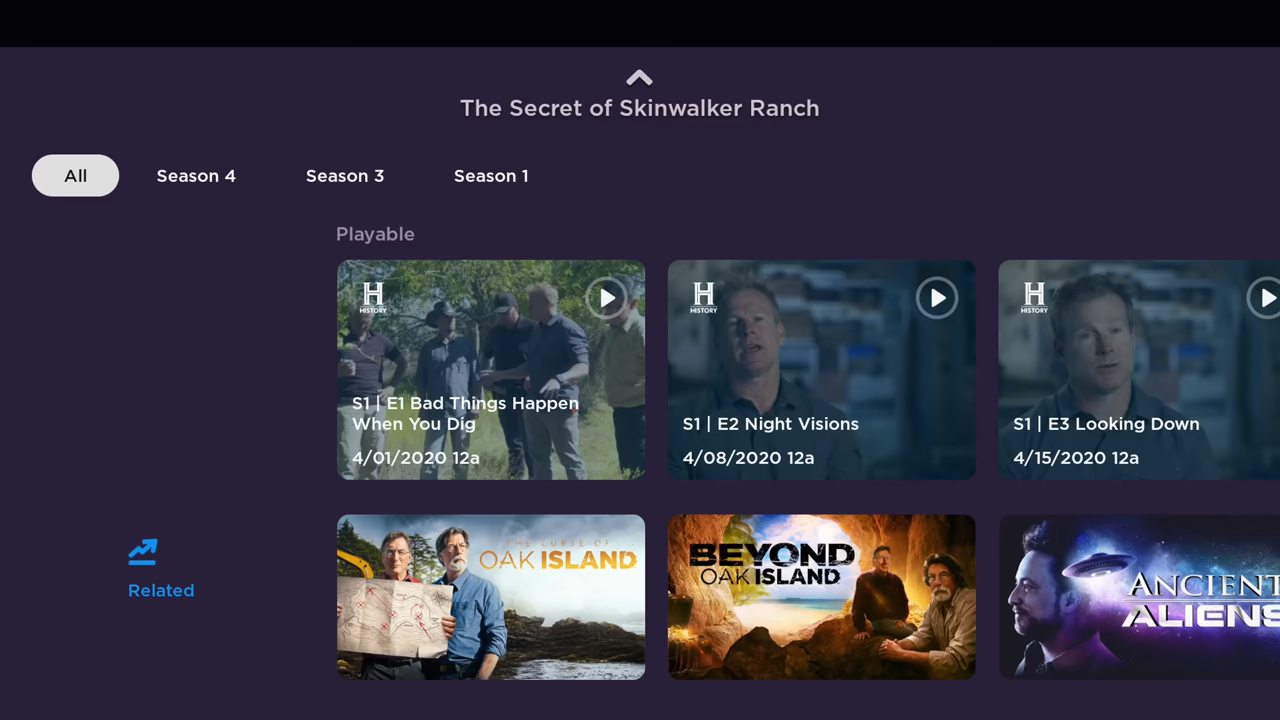 The Secret of Skinwalker Ranch
All
Season 4
Season 3
Season 1
Playable
H
HISTORY
S1 | E1 Bad Things Happen
When You Dig
4/01/2020 12a
H
HISTORY
S1 | E2 Night Visions
4/08/2020 12a
H
HISTORY
S1 | E3 Looking Down
4/15/2020 12a
Related
THE CURSE OF
OAK ISLAND
BEYOND
OAK ISLAND
ANCIENT
ALIENS